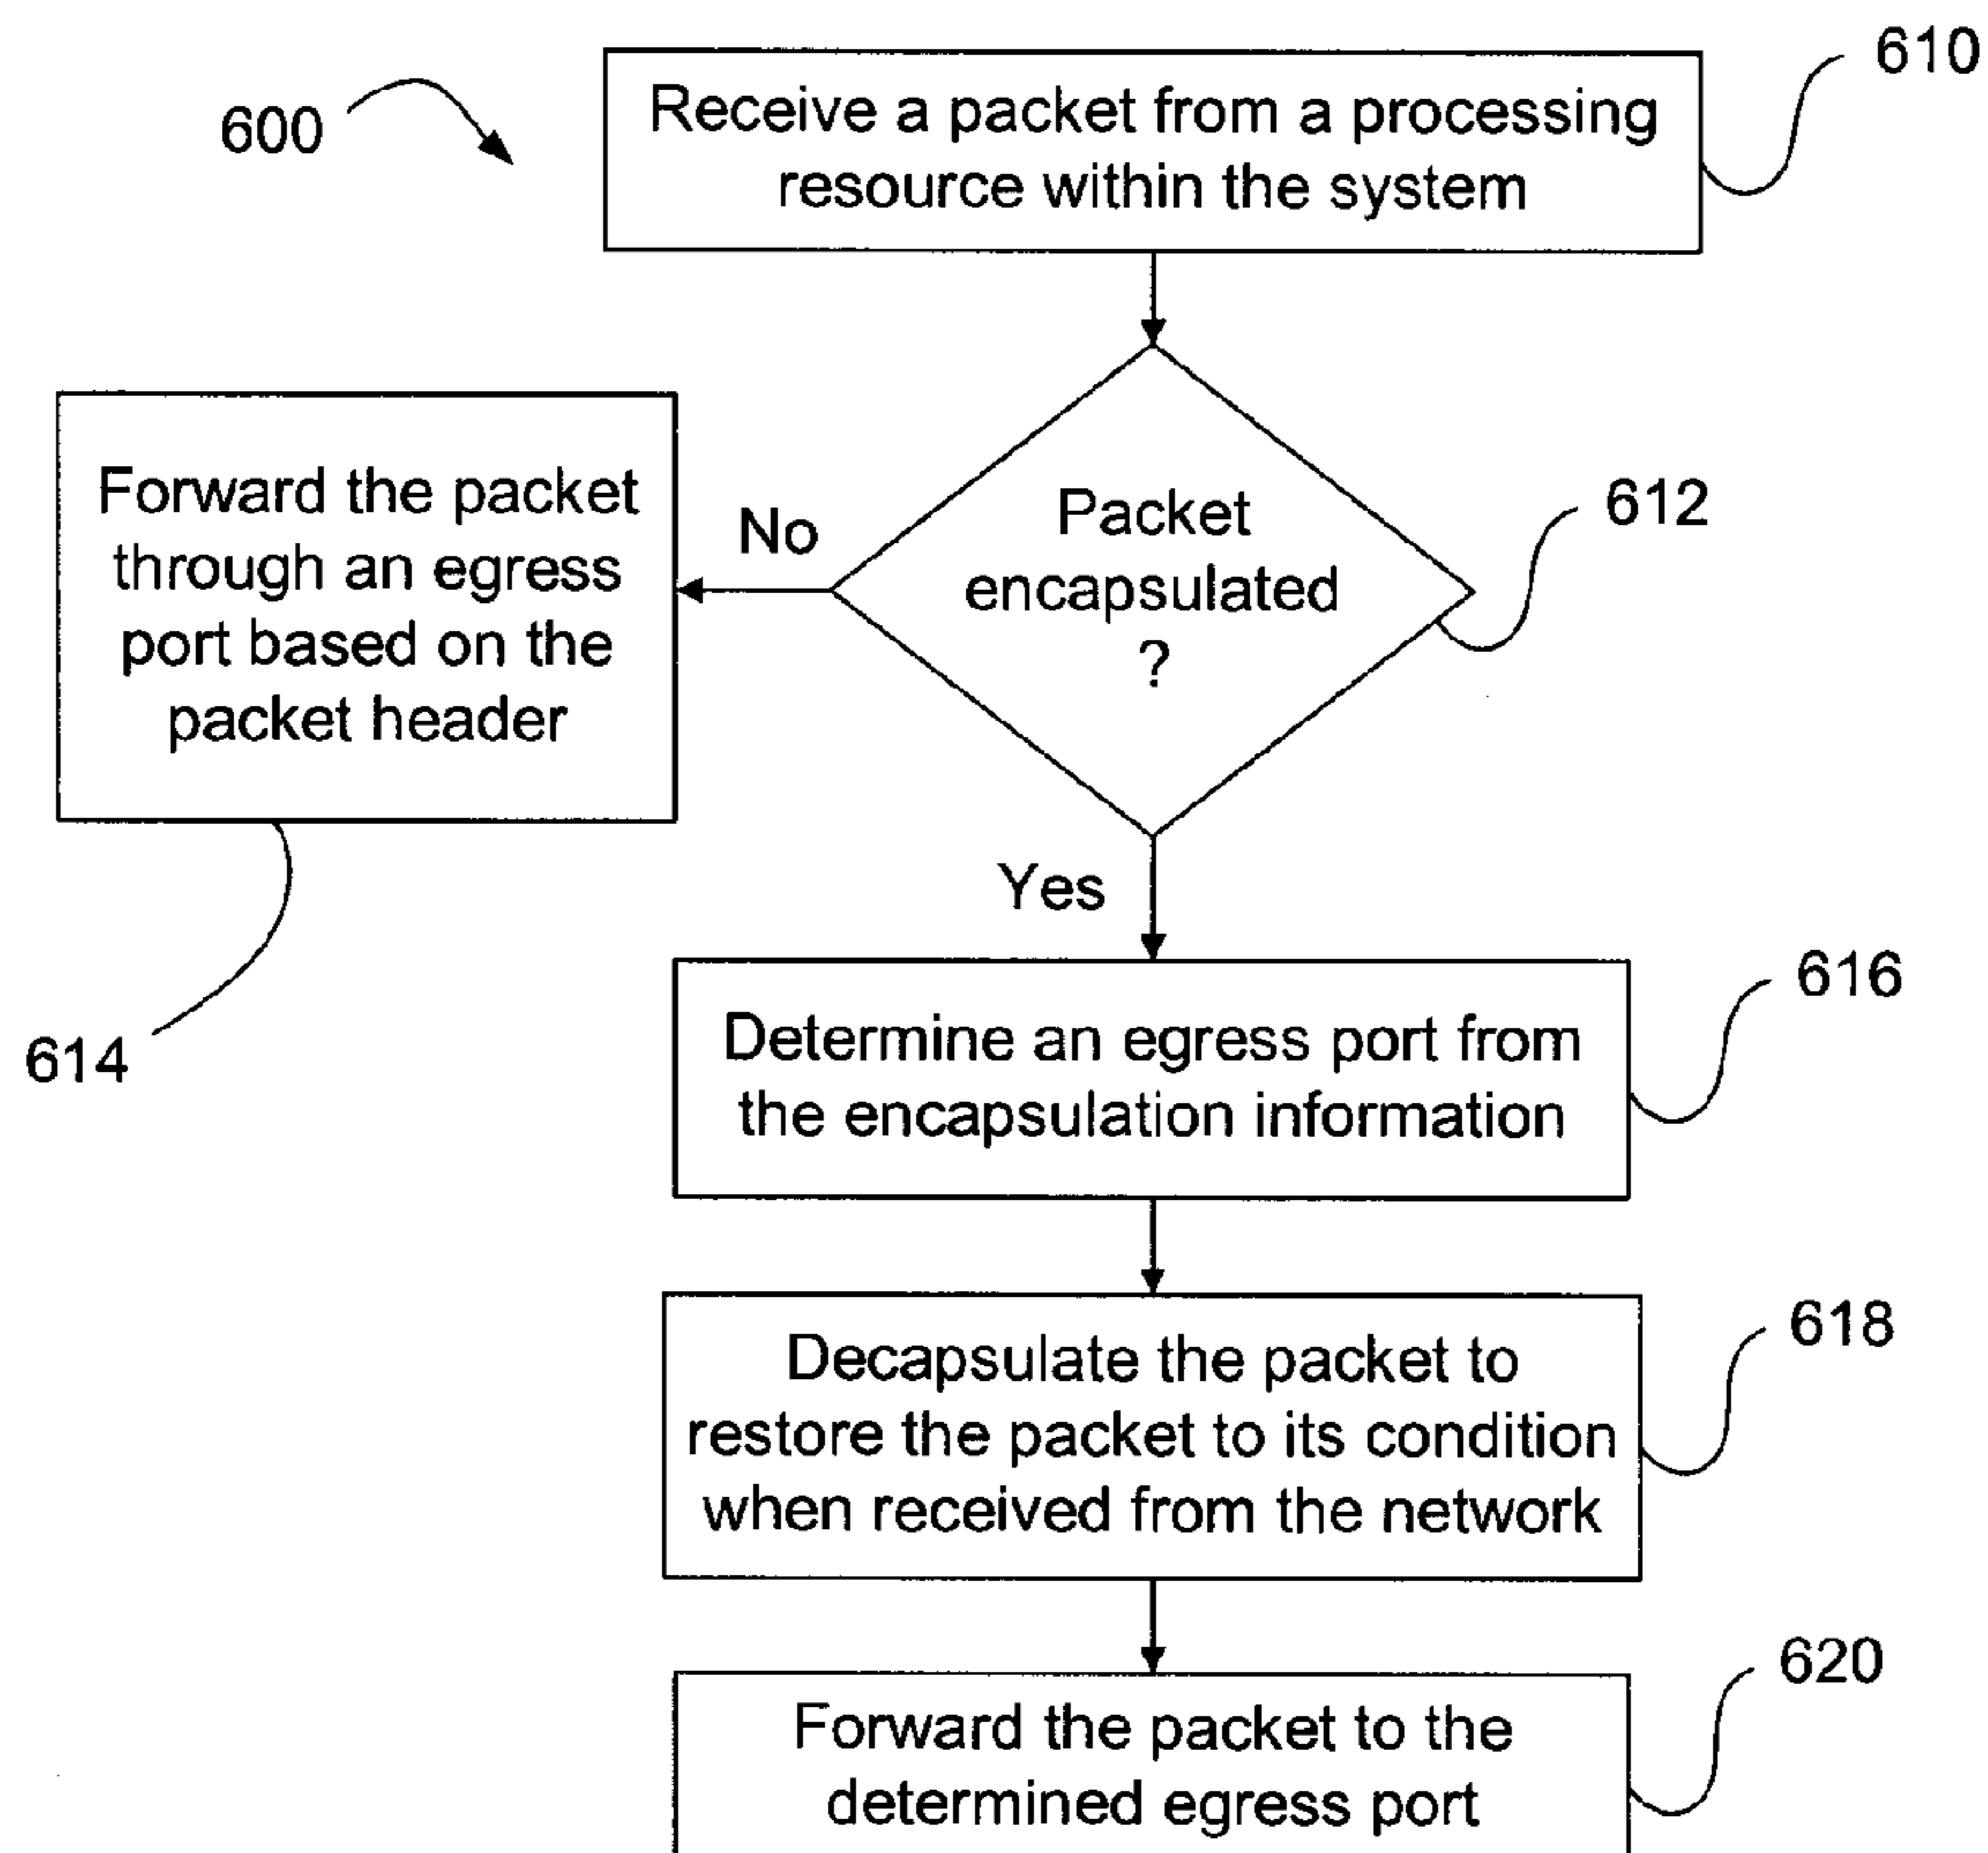 610
600
Receive a packet from a processing
resource within the system
612
Packet
encapsulated
?
No
Forward the packet
through an egress
port based on the
packet header
614
Yes
616
Determine an egress port from
the encapsulation information
618
Decapsulate the packet to
restore the packet to its condition
when received from the network
620
Forward the packet to the
determined egress port